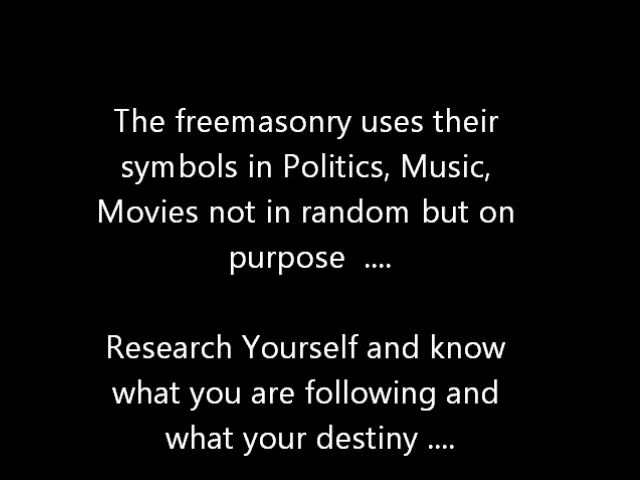 The freemasonry uses their
symbols in Politics, Music,
Movies not in random but on
purpose  ....
Research Yourself and know
what you are following and
what your destiny ....